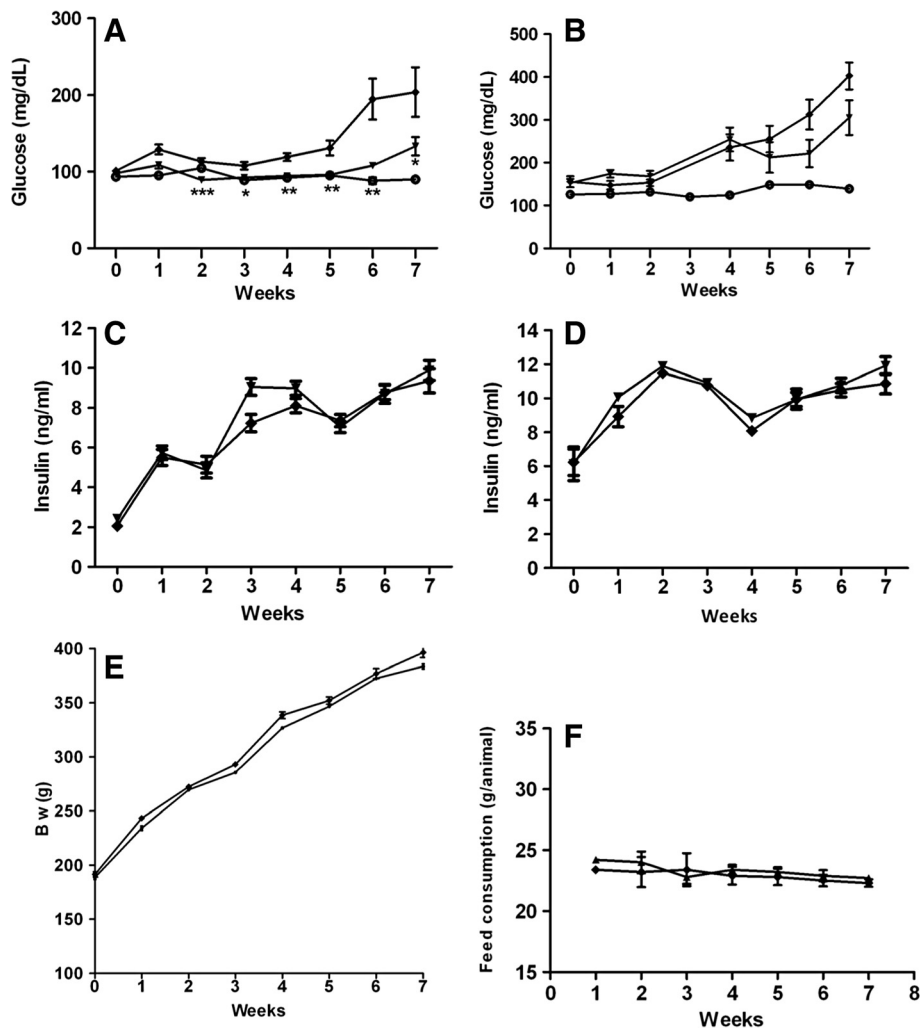 A
Glucose (mg/dL)
300
200
100
0
***
*
**
**
**
*
0 1 2 3 4 5 6 7
Weeks
B
Glucose (mg/dL)
500
400
300
200
100
0
0 1 2 3 4 5 6 7
Weeks
C
Insulin (ng/ml)
12
10
8
6
4
2
0
0 1 2 3 4 5 6 7
Weeks
D
Insulin (ng/ml)
14
12
10
8
6
4
2
0
0 1 2 3 4 5 6 7
Weeks
E
B w (g)
400
350
300
250
200
150
100
0 1 2 3 4 5 6 7
Weeks
F
Feed consumption (g/animal)
35
30
25
20
15
0 1 2 3 4 5 6 7 8
Weeks